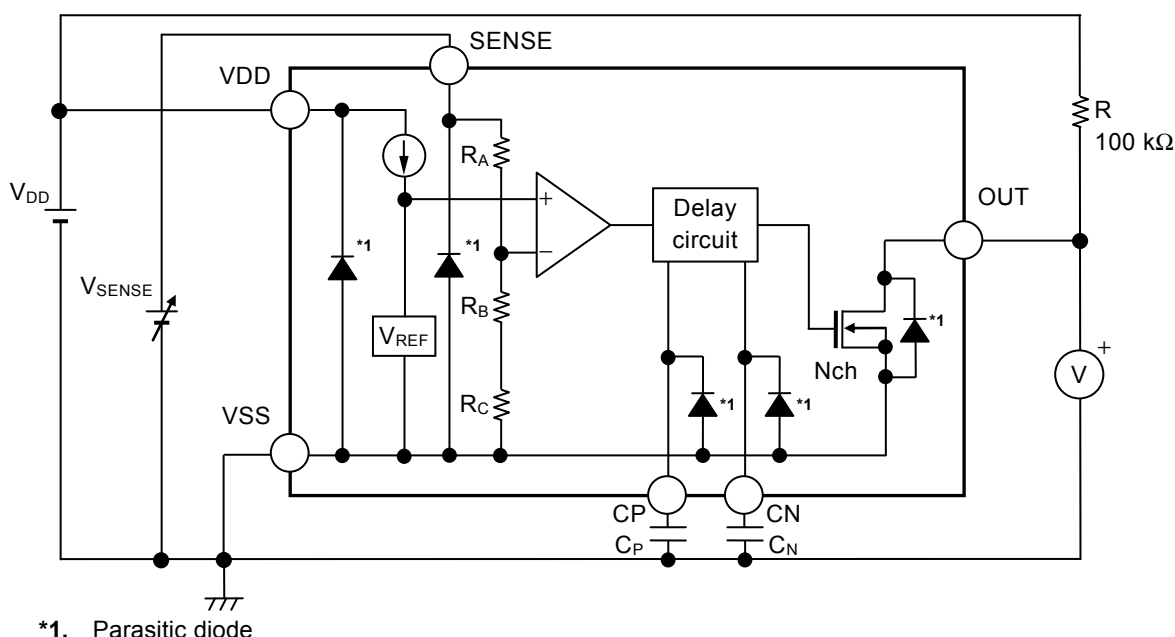 SENSE
VDD
R
100 kΩ
RA
VDD
+
Delay
circuit
OUT
*1
*1
−
VSENSE
RB
VREF
*1
+
Nch
V
RC
*1
*1
VSS
CP
CN
CP
CN
*1. Parasitic diode